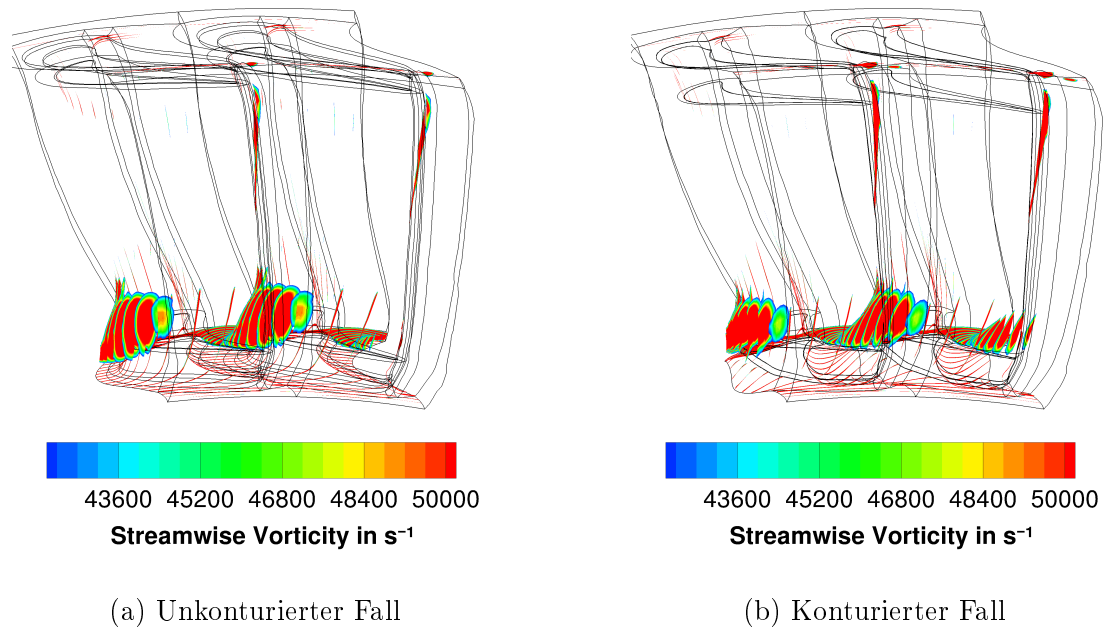 43600 45200 46800 48400 50000
Streamwise Vorticity in s⁻¹
(a) Unkonturierter Fall
43600 45200 46800 48400 50000
Streamwise Vorticity in s⁻¹
(b) Konturierter Fall